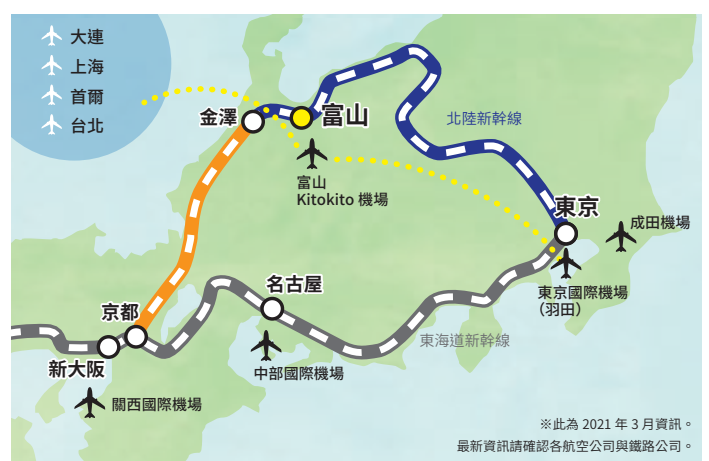 大連
上海
首爾
台北
金澤
富山
北陸新幹線
富山
Kitokito 機場
東京
成田機場
東京國際機場
（羽田）
名古屋
京都
東海道新幹線
新大阪
中部國際機場
關西國際機場
※此為 2021 年 3 月資訊。
最新資訊請確認各航空公司與鐵路公司。